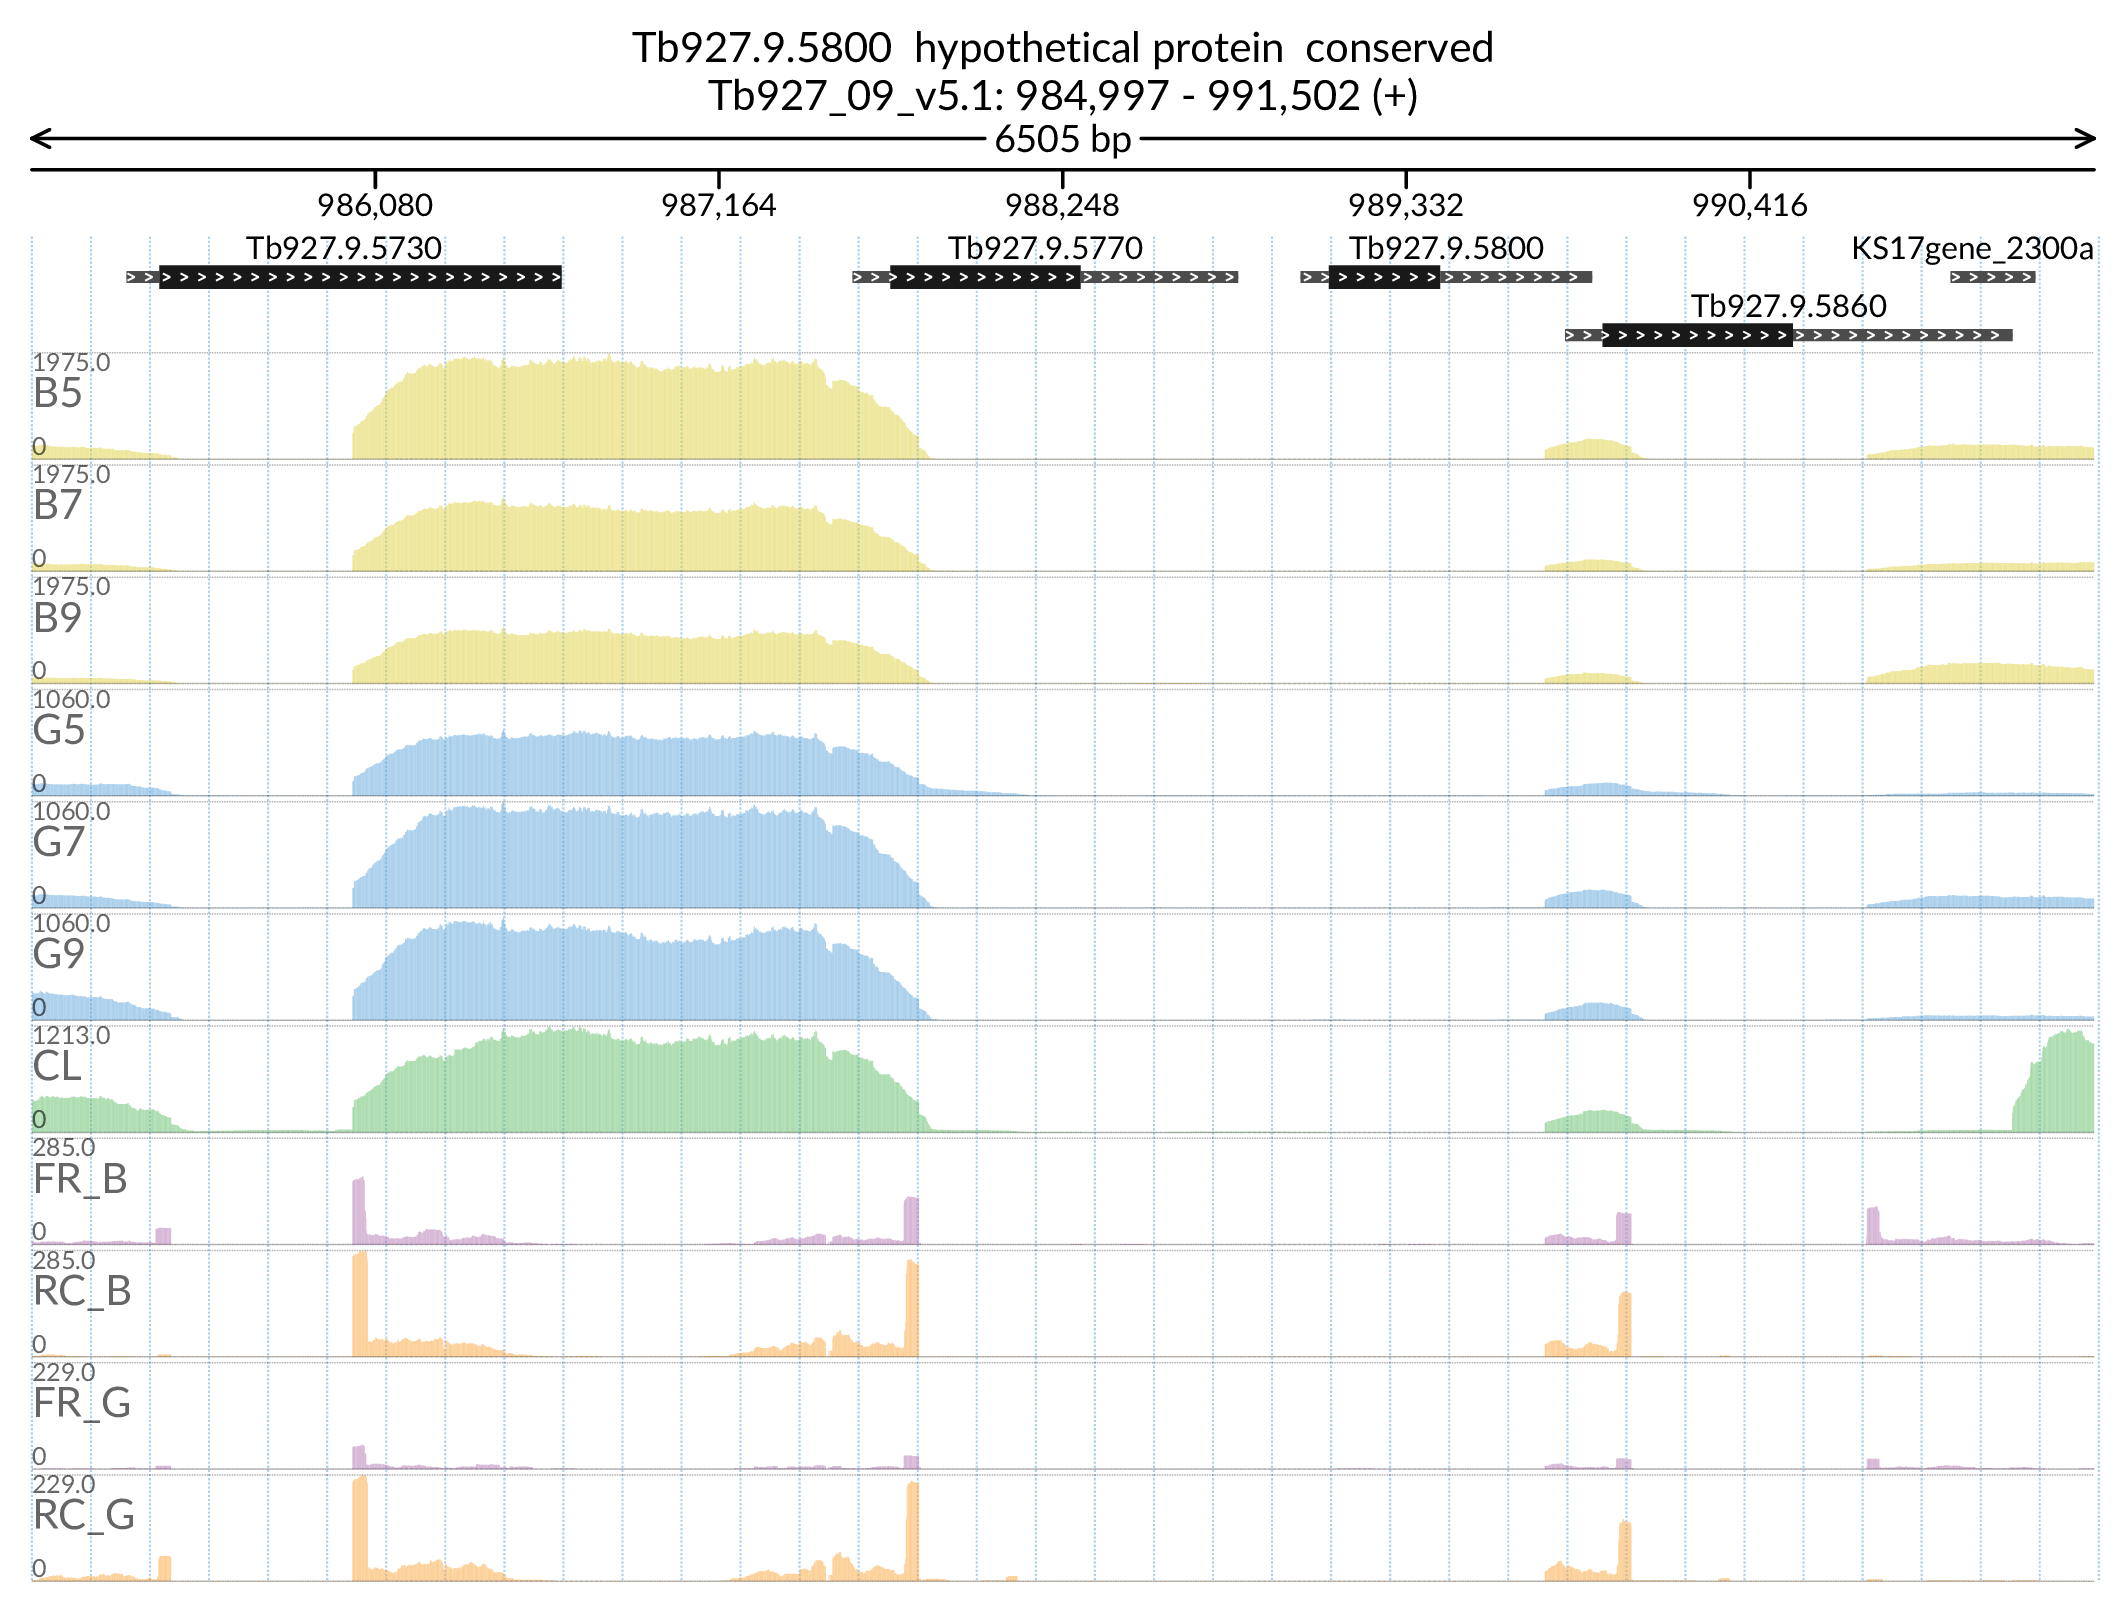 Tb927.9.5800  hypothetical protein  conserved
Tb927_09_v5.1: 984,997 - 991,502 (+)
6505 bp
986,080 987,164 988,248 989,332 990,416
Tb927.9.5730 Tb927.9.5770 Tb927.9.5800 KS17gene_2300a
Tb927.9.5860
1975.0
B5
0
1975.0
B7
0
1975.0
B9
0
1060.0
G5
0
1060.0
G7
0
1060.0
G9
0
1213.0
CL
0
285.0
FR_B
0
285.0
RC_B
0
229.0
FR_G
0
229.0
RC_G
0